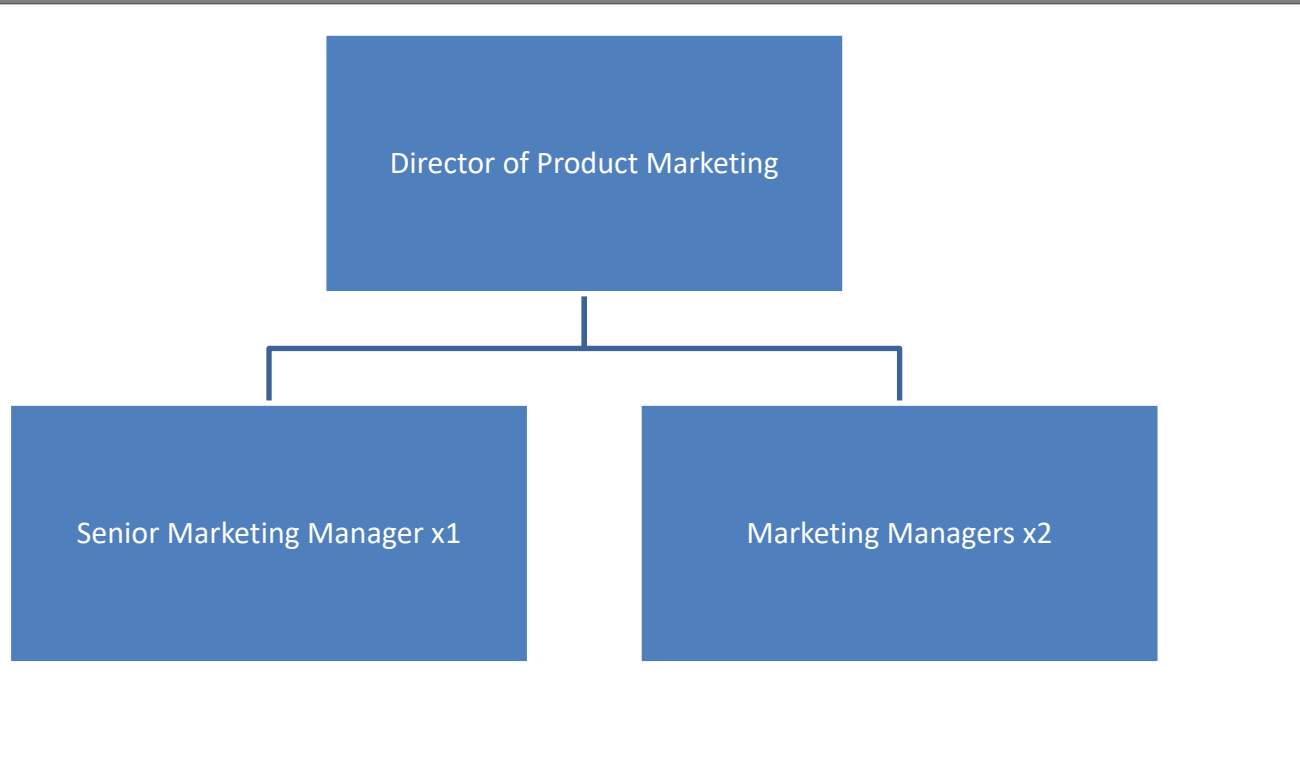 Director of Product Marketing
Senior Marketing Manager x1
Marketing Managers x2